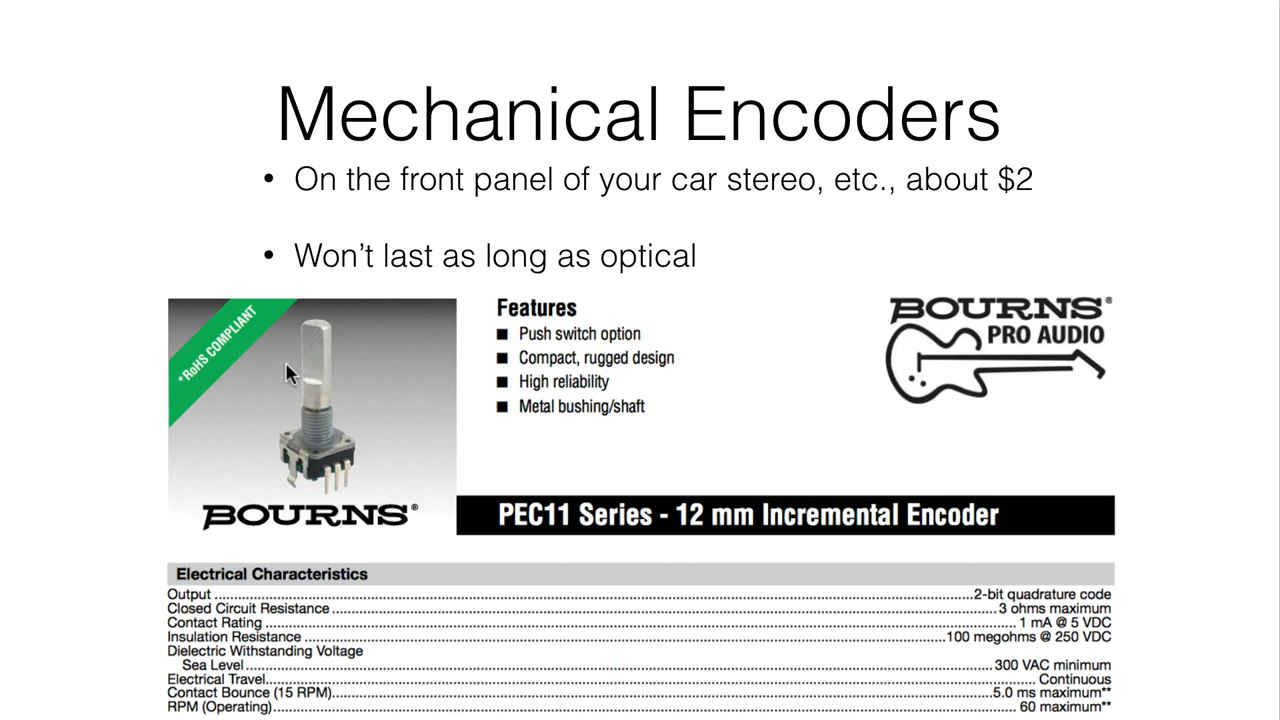 Mechanical Encoders
• On the front panel of your car stereo, etc., about $2
• Won't last as long as optical
*RoHS COMPLIANT
BOURNS®
Features
■ Push switch option
■ Compact, rugged design
■ High reliability
■ Metal bushing/shaft
BOURNS®
PRO AUDIO
PEC11 Series - 12 mm Incremental Encoder
Electrical Characteristics
Output ... 2-bit quadrature code
Closed Circuit Resistance ... 3 ohms maximum
Contact Rating ... 1 mA @ 5 VDC
Insulation Resistance ... 100 megohms @ 250 VDC
Dielectric Withstanding Voltage
Sea Level ... 300 VAC minimum
Electrical Travel ... Continuous
Contact Bounce (15 RPM) ... 5.0 ms maximum**
RPM (Operating) ... 60 maximum**